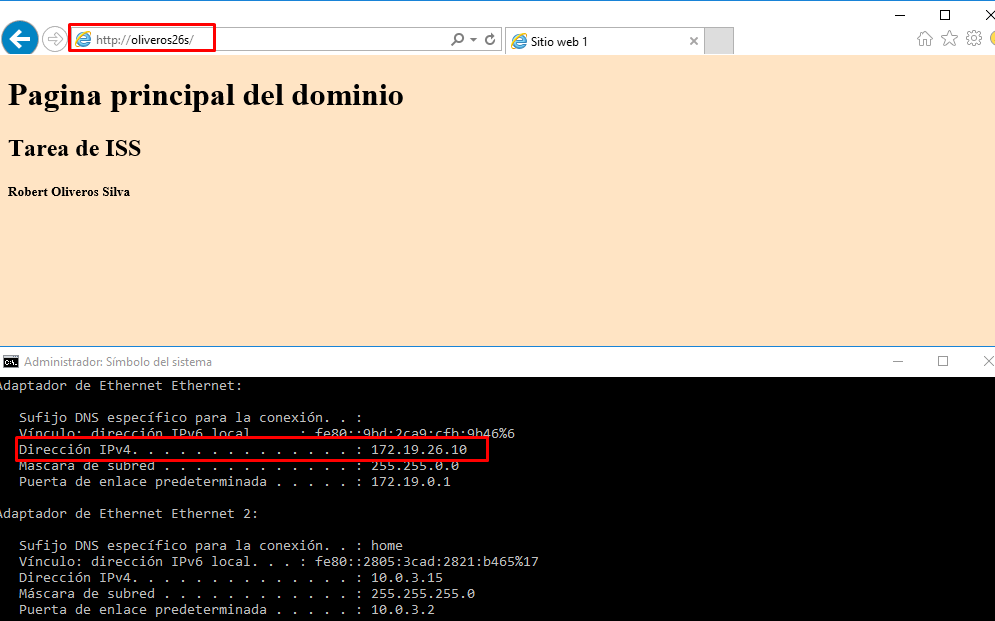 http://oliveros26s/
Sitio web 1
Pagina principal del dominio
Tarea de ISS
Robert Oliveros Silva
Administrador: Símbolo del sistema
Adaptador de Ethernet Ethernet:
Sufijo DNS específico para la conexión. . :
Vínculo: dirección IPv6 local. . . : fe80::9bd:2ca9:cfb:9b46%6
Dirección IPv4. . . . . . . . . . . . . . : 172.19.26.10
Máscara de subred . . . . . . . . . . . . : 255.255.0.0
Puerta de enlace predeterminada . . . . . : 172.19.0.1
Adaptador de Ethernet Ethernet 2:
Sufijo DNS específico para la conexión. . : home
Vínculo: dirección IPv6 local. . . : fe80::2805:3cad:2821:b465%17
Dirección IPv4. . . . . . . . . . . . . . : 10.0.3.15
Máscara de subred . . . . . . . . . . . . : 255.255.255.0
Puerta de enlace predeterminada . . . . . : 10.0.3.2